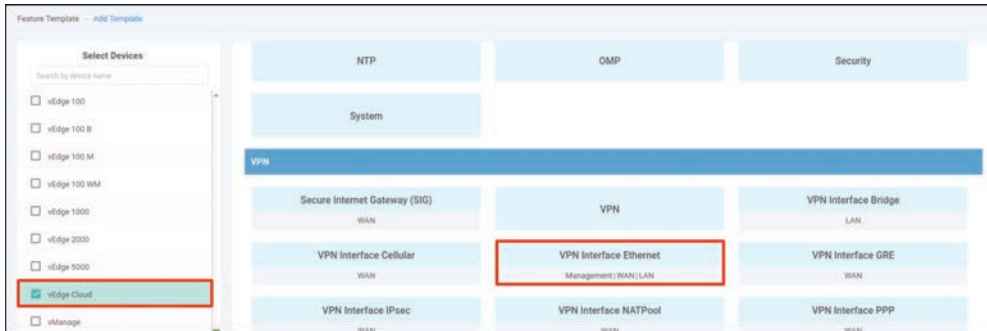 Feature Template > Add Template
Select Devices
Search by device name
vEdge 100
vEdge 100 B
vEdge 100 M
vEdge 100 WM
vEdge 1000
vEdge 2000
vEdge 5000
vEdge Cloud
vManage
NTP
OMP
Security
System
VPN
Secure Internet Gateway (SIG)
WAN
VPN
VPN Interface Bridge
LAN
VPN Interface Cellular
WAN
VPN Interface Ethernet
Management | WAN | LAN
VPN Interface GRE
WAN
VPN Interface IPsec
WAN
VPN Interface NATPool
WAN
VPN Interface PPP
WAN